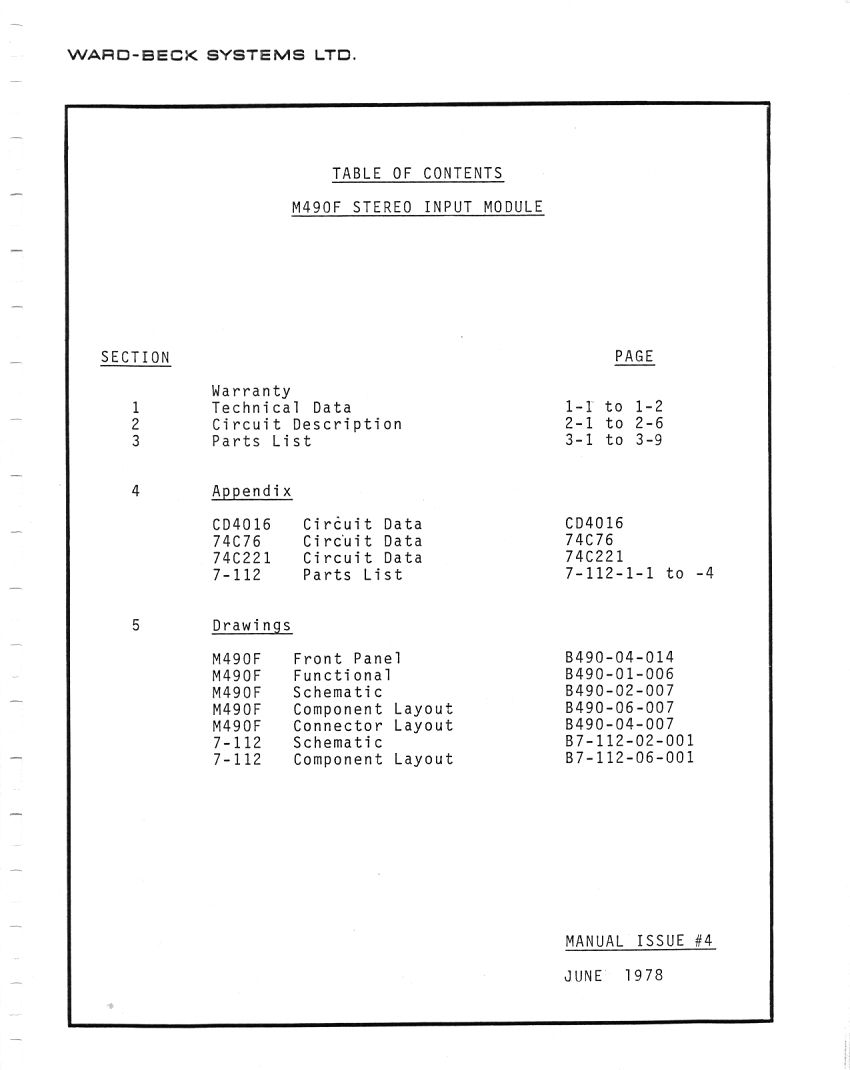 WARD-BECK SYSTEMS LTD.
TABLE OF CONTENTS
M490F STEREO INPUT MODULE
SECTION PAGE
Warranty
1 Technical Data 1-1 to 1-2
2 Circuit Description 2-1 to 2-6
3 Parts List 3-1 to 3-9
4 Appendix
CD4016 Circuit Data CD4016
74C76 Circuit Data 74C76
74C221 Circuit Data 74C221
7-112 Parts List 7-112-1-1 to -4
5 Drawings
M490F Front Panel B490-04-014
M490F Functional B490-01-006
M490F Schematic B490-02-007
M490F Component Layout B490-06-007
M490F Connector Layout B490-04-007
7-112 Schematic B7-112-02-001
7-112 Component Layout B7-112-06-001
MANUAL ISSUE #4
JUNE 1978